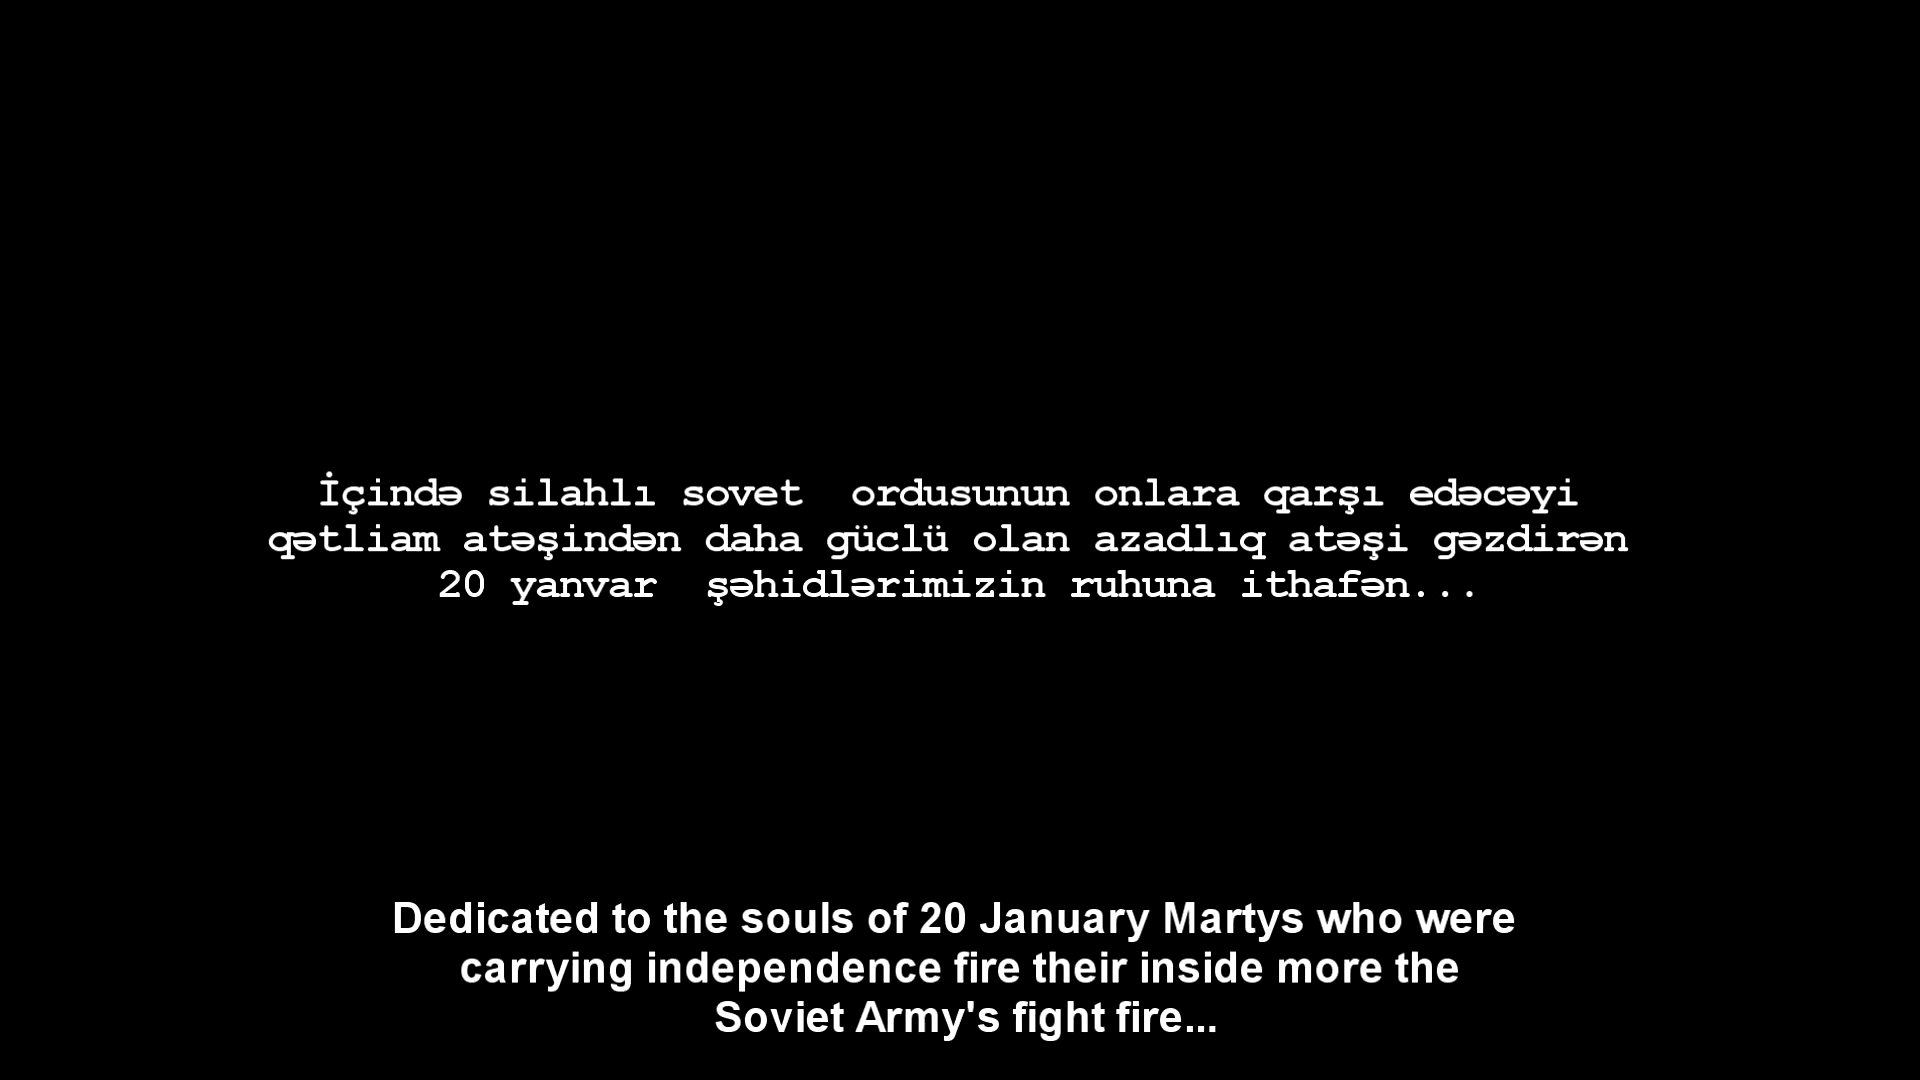 İçində silahlı sovet  ordusunun onlara qarşı edəcəyi
qətliam atəşindən daha güclü olan azadlıq atəşi gəzdirən
20 yanvar  şəhidlərimizin ruhuna ithafən...
Dedicated to the souls of 20 January Martys who were
carrying independence fire their inside more the
Soviet Army's fight fire...